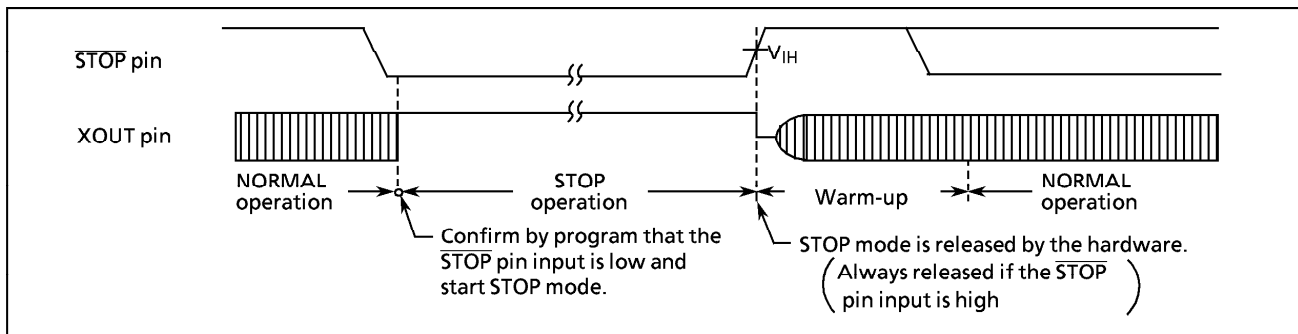 STOP pin
VIH
XOUT pin
NORMAL
operation
STOP
operation
Warm-up
NORMAL
operation
Confirm by program that the
STOP pin input is low and
start STOP mode.
STOP mode is released by the hardware.
(Always released if the STOP
pin input is high)